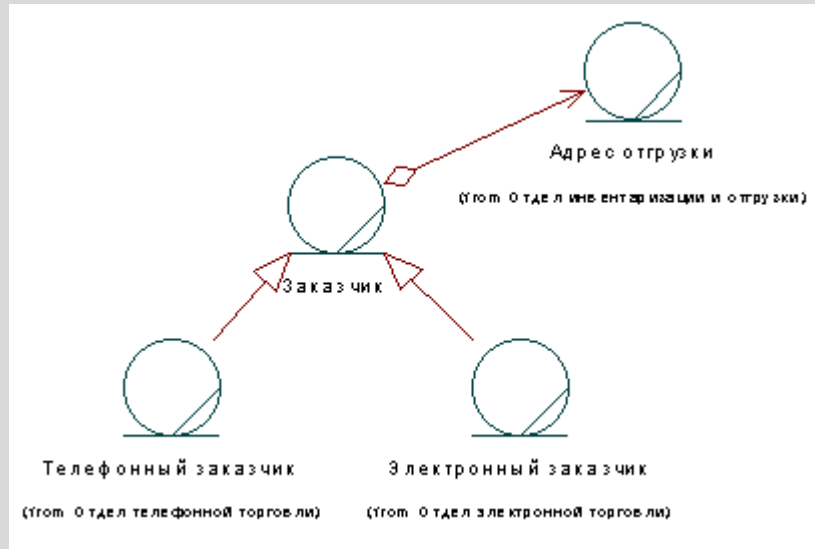 Адрес отгрузки
(from Отдел инвентаризации и отгрузки)
Заказчик
Телефонный заказчик
Электронный заказчик
(from Отдел телефонной торговли)
(from Отдел электронной торговли)